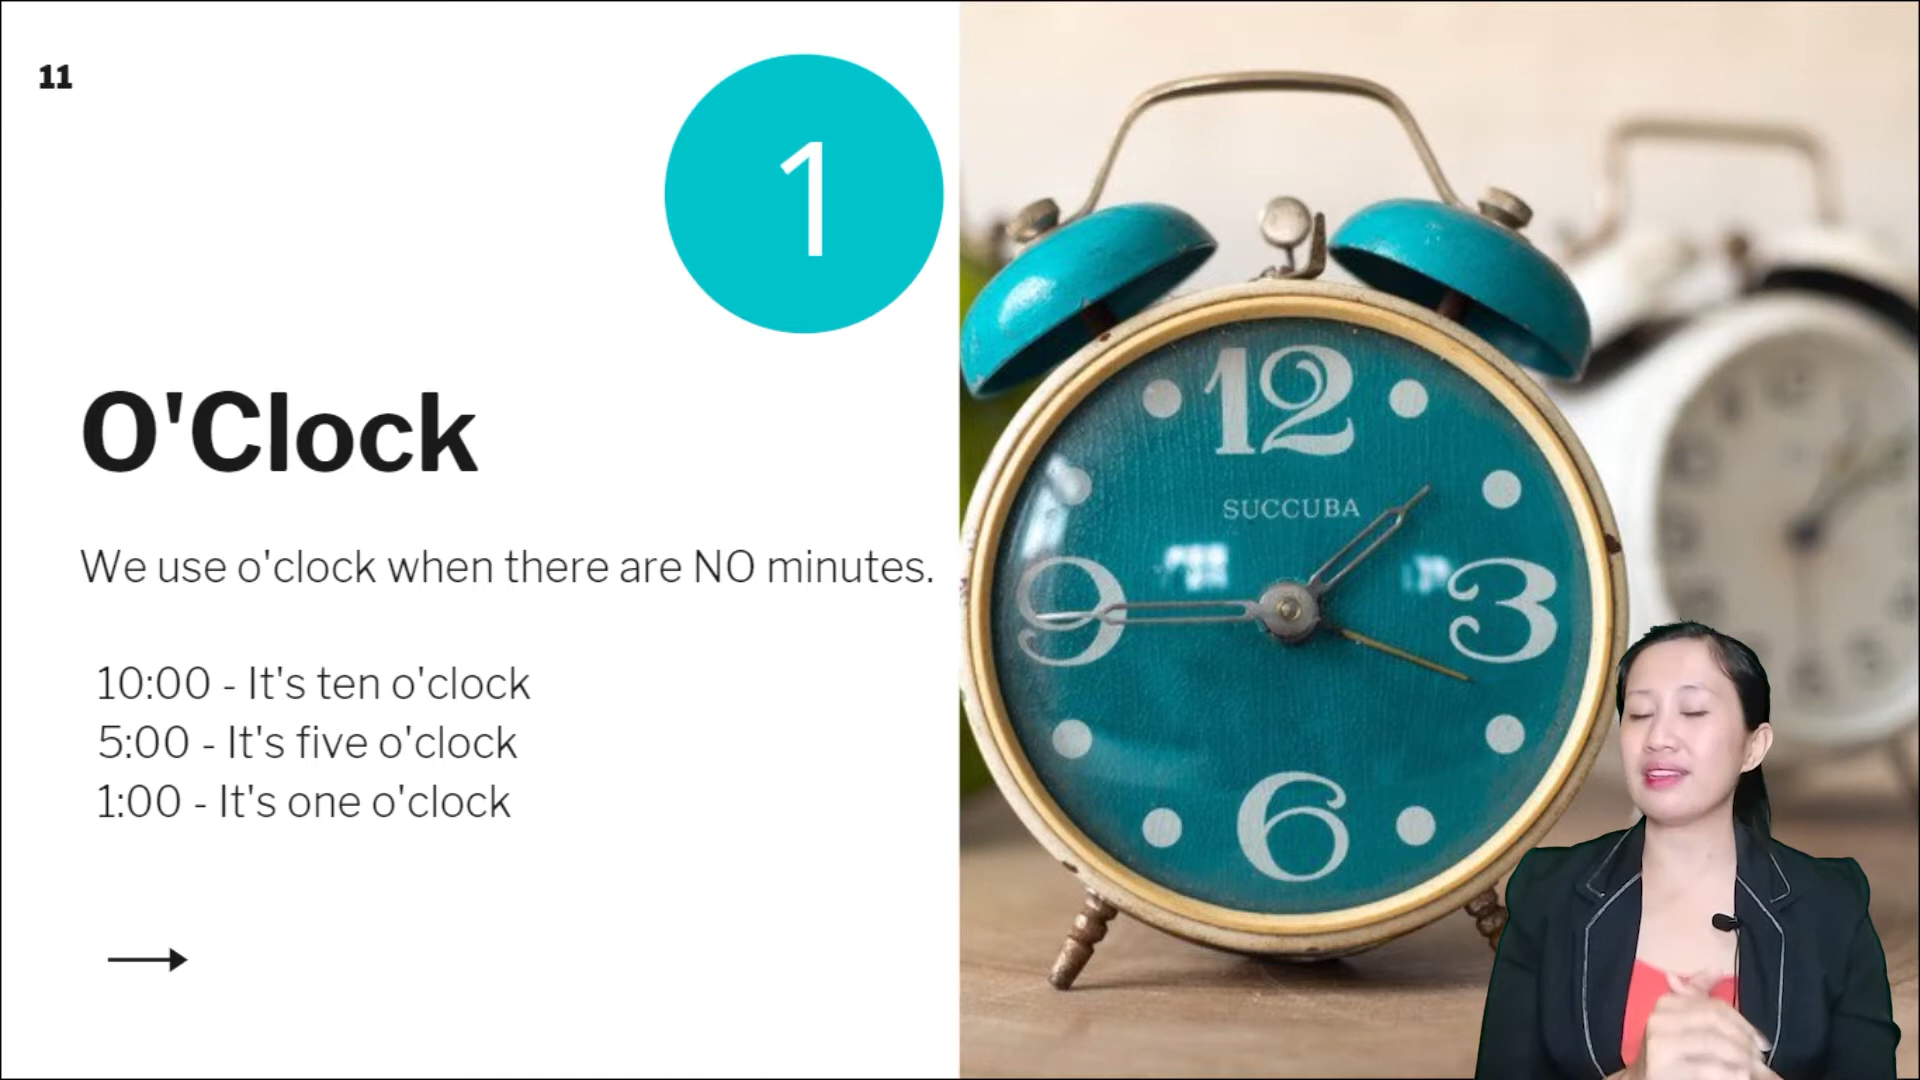 11
1
O'Clock
We use o'clock when there are NO minutes.
10:00 - It's ten o'clock
5:00 - It's five o'clock
1:00 - It's one o'clock
12
SUCCUBA
9
3
6